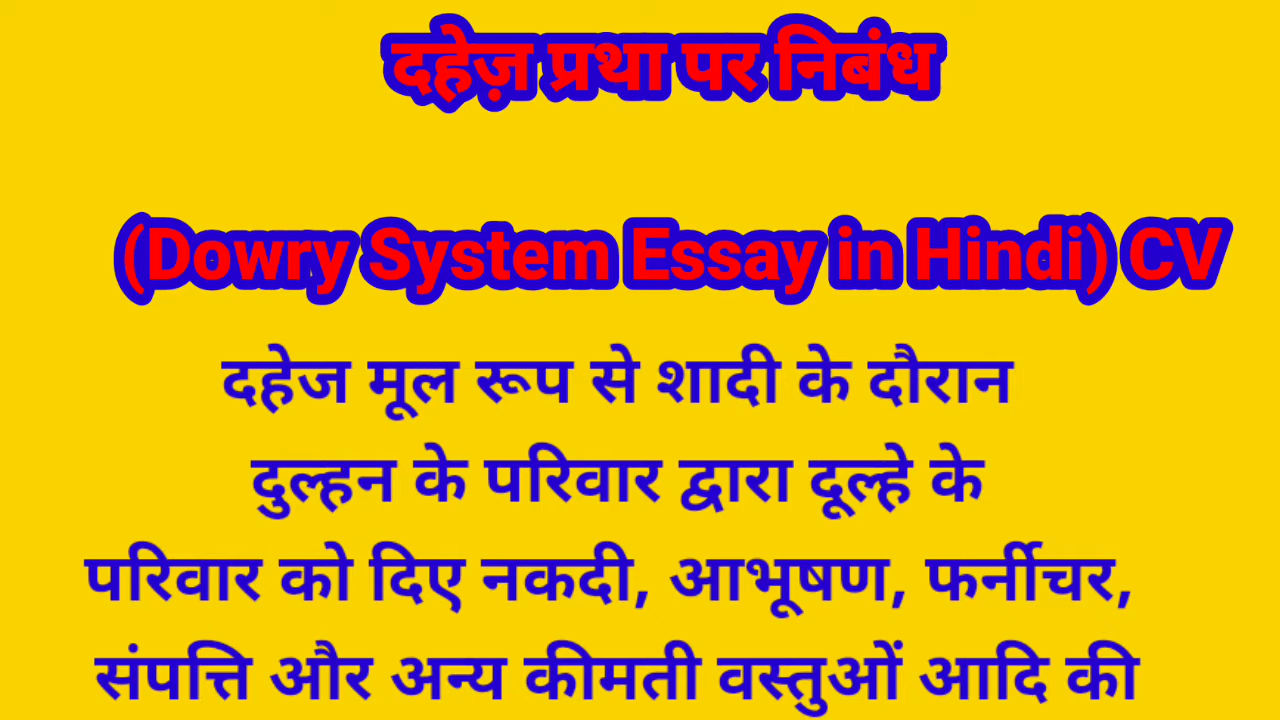 दहेज़ प्रथा पर निबंध
(Dowry System Essay in Hindi) CV
दहेज मूल रूप से शादी के दौरान
दुल्हन के परिवार द्वारा दूल्हे के
परिवार को दिए नकदी, आभूषण, फर्नीचर,
संपत्ति और अन्य कीमती वस्तुओं आदि की